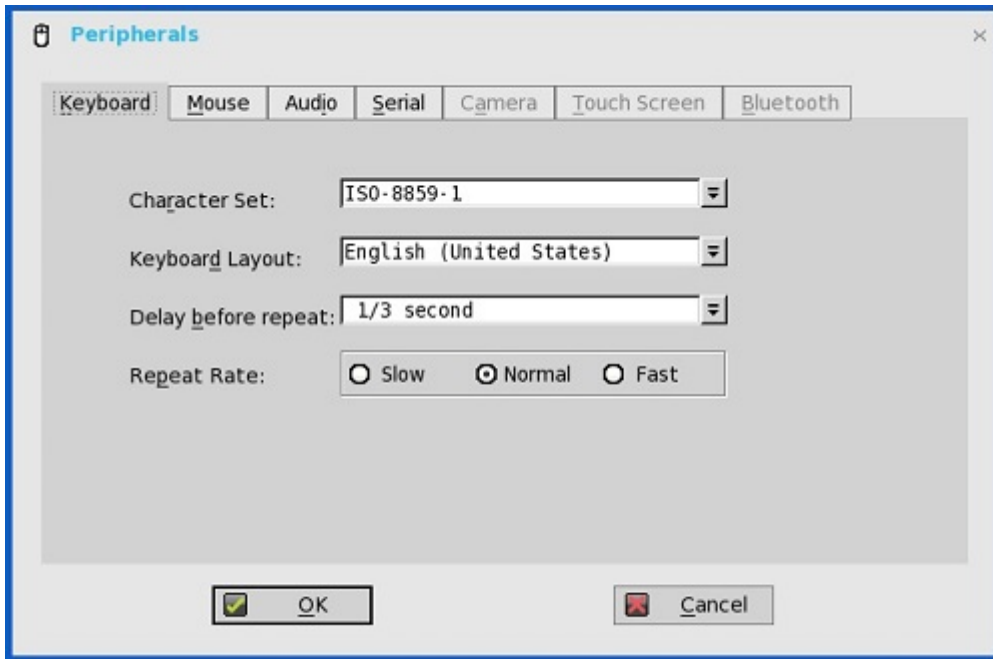 Peripherals
Keyboard Mouse Audio Serial Camera Touch Screen Bluetooth
Character Set: ISO-8859-1
Keyboard Layout: English (United States)
Delay before repeat: 1/3 second
Repeat Rate: Slow Normal Fast
OK Cancel